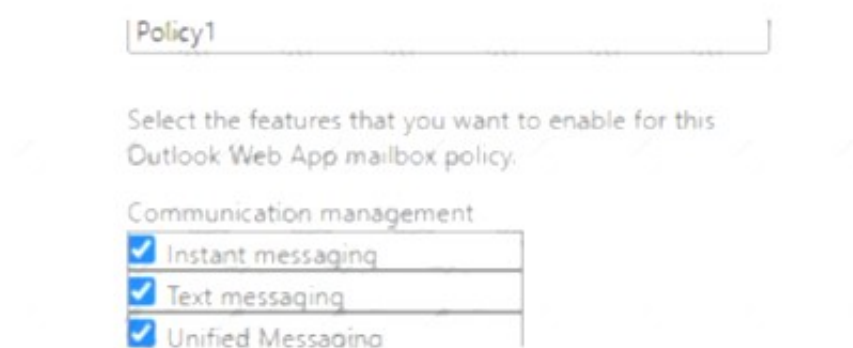 Policy1
Select the features that you want to enable for this
Outlook Web App mailbox policy.
Communication management
Instant messaging
Text messaging
Unified Messaging